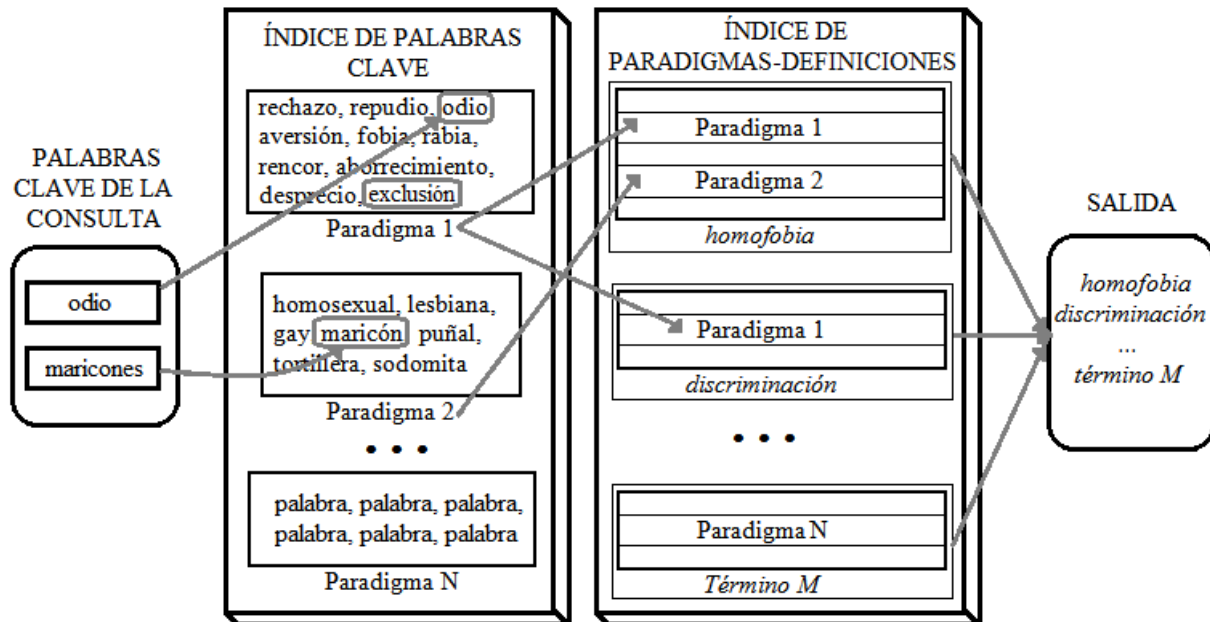 PALABRAS
CLAVE DE LA
CONSULTA
odio
maricones
ÍNDICE DE PALABRAS
CLAVE
rechazo, repudio, odio
aversión, fobia, rabia,
rencor, aborrecimiento,
desprecio, exclusión
Paradigma 1
homosexual, lesbiana,
gay maricón puñal,
tortillera, sodomita
Paradigma 2
• • •
palabra, palabra, palabra,
palabra, palabra, palabra
Paradigma N
ÍNDICE DE
PARADIGMAS-DEFINICIONES
Paradigma 1
Paradigma 2
homofobia
Paradigma 1
discriminación
• • •
Paradigma N
Término M
SALIDA
homofobia
discriminación
...
término M